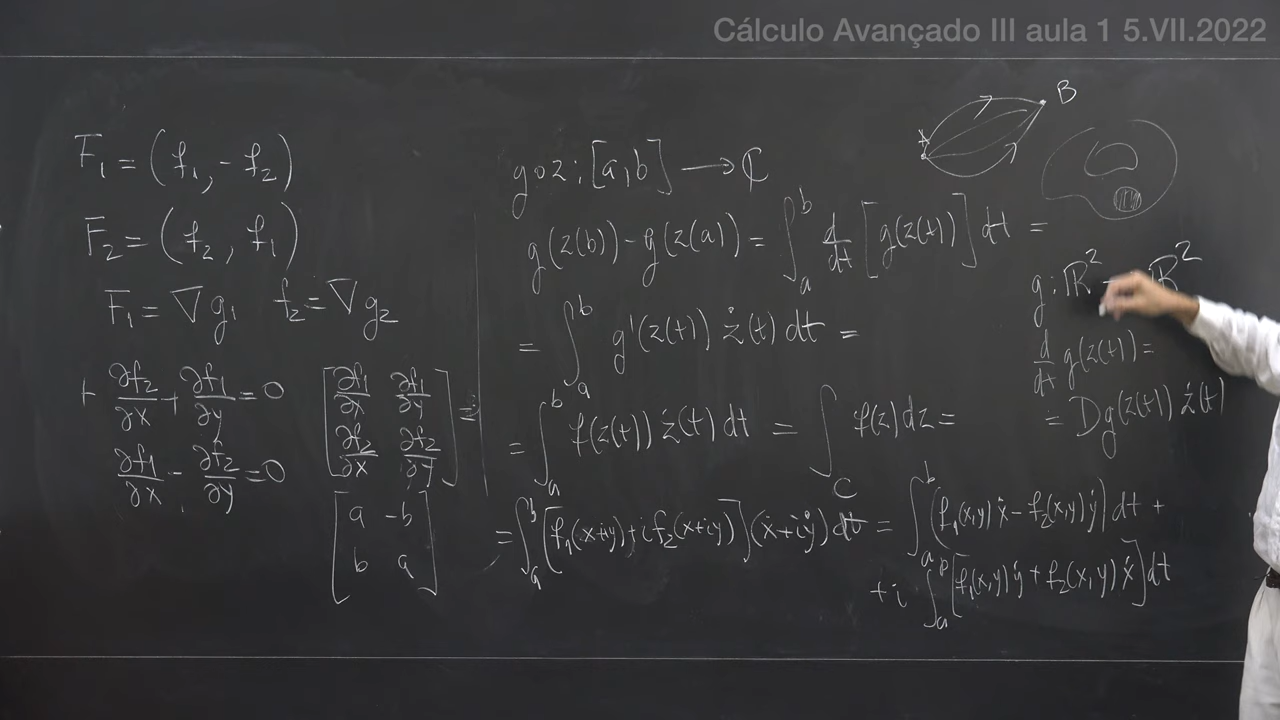 Cálculo Avançado III aula 1 5.VII.2022
F₁ = (f₁, -f₂)
F₂ = (f₂, f₁)
F₁ = ∇g₁ f₂ = ∇g₂
+ ∂f₂/∂x + ∂f₁/∂y = 0
∂f₁/∂x - ∂f₂/∂y = 0
[∂f₁/∂x ∂f₁/∂y
∂f₂/∂x ∂f₂/∂y] =
[a -b
b a]
g∘z : [a,b] → ℂ
g(z(b)) - g(z(a)) = ∫ₐᵇ d/dt [g(z(t))] dt =
= ∫ₐᵇ g'(z(t)) ż(t) dt =
= ∫ₐᵇ f(z(t)) ż(t) dt = ∫_C f(z) dz =
= ∫ₐᵇ [f₁(x+iy) + i f₂(x+iy)] (ẋ+iẏ) dt = ∫ₐᵇ (f₁(x,y) ẋ - f₂(x,y) ẏ) dt +
+ i ∫ₐᵇ [f₁(x,y) ẏ + f₂(x,y) ẋ] dt
A
B
g : ℝ² → ℝ²
d/dt g(z(t)) =
= Dg(z(t)) ż(t)